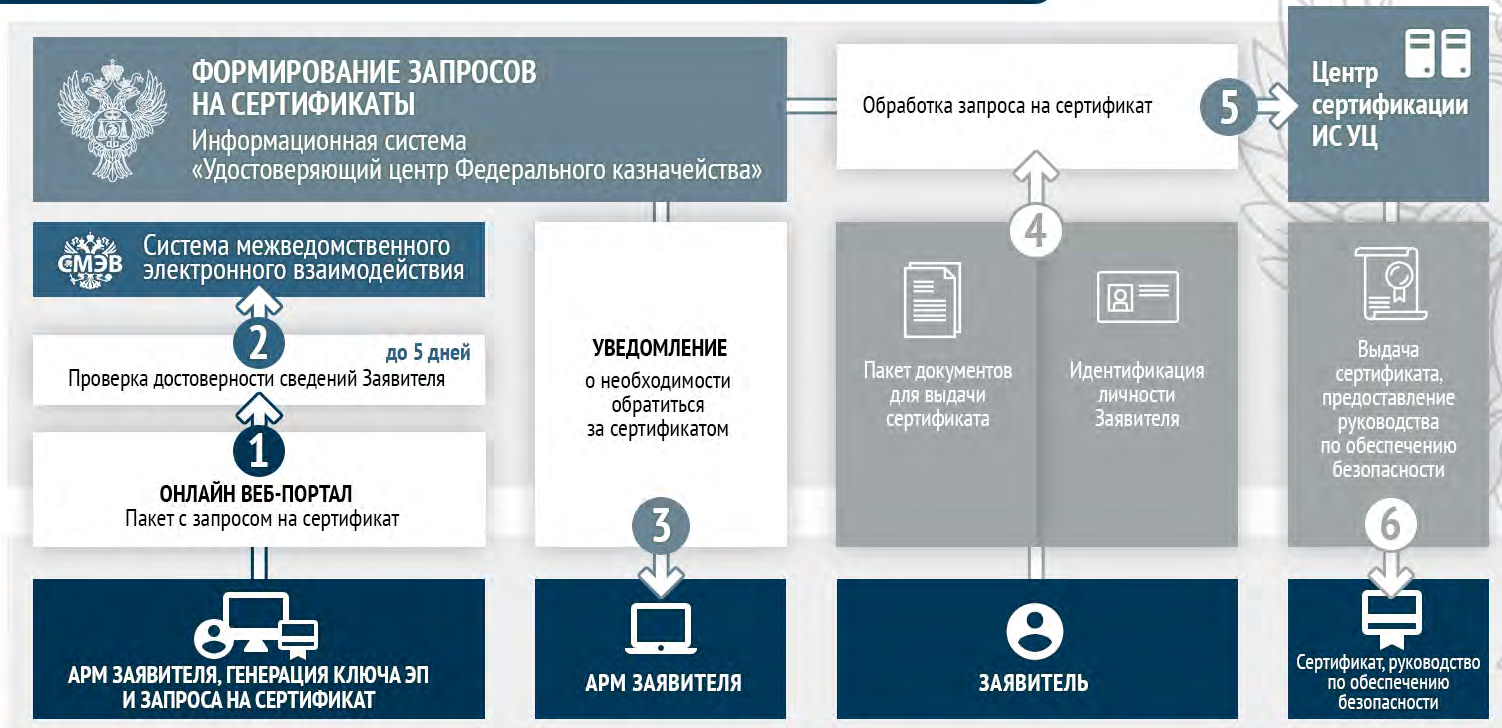 ФОРМИРОВАНИЕ ЗАПРОСОВ
НА СЕРТИФИКАТЫ
Информационная система
«Удостоверяющий центр Федерального казначейства»
СМЭВ
Система межведомственного
электронного взаимодействия
2
до 5 дней
Проверка достоверности сведений Заявителя
1
ОНЛАЙН ВЕБ-ПОРТАЛ
Пакет с запросом на сертификат
АРМ ЗАЯВИТЕЛЯ, ГЕНЕРАЦИЯ КЛЮЧА ЭП
И ЗАПРОСА НА СЕРТИФИКАТ
УВЕДОМЛЕНИЕ
о необходимости
обратиться
за сертификатом
3
АРМ ЗАЯВИТЕЛЯ
Обработка запроса на сертификат
5
4
Пакет документов
для выдачи
сертификата
Идентификация
личности
Заявителя
ЗАЯВИТЕЛЬ
Центр
сертификации
ИС УЦ
Выдача
сертификата,
предоставление
руководства
по обеспечению
безопасности
6
Сертификат, руководство
по обеспечению
безопасности